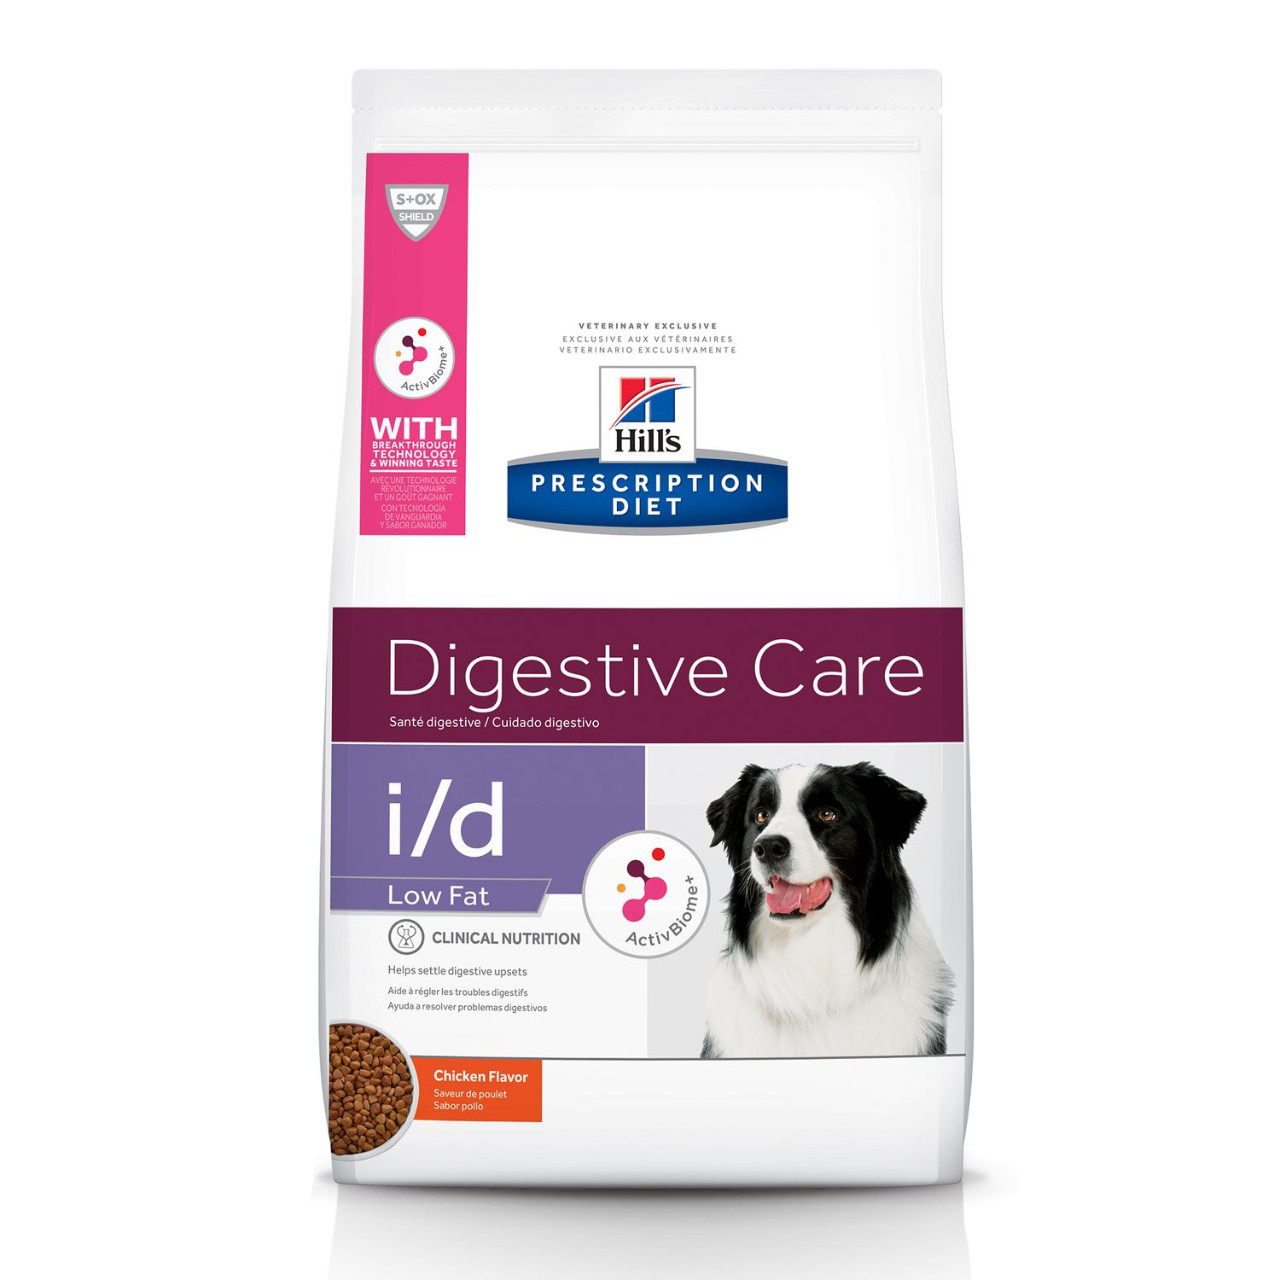 S+OX
SHIELD
ActivBiome+
WITH
BREAKTHROUGH
TECHNOLOGY
& WINNING TASTE
AVEC UNE TECHNOLOGIE
RÉVOLUTIONNAIRE
ET UN GOÛT GAGNANT
CON TECNOLOGÍA
DE VANGUARDIA
Y SABOR GANADOR
VETERINARY EXCLUSIVE
EXCLUSIVE AUX VÉTÉRINAIRES
VETERINARIO EXCLUSIVAMENTE
Hill's
PRESCRIPTION
DIET
Digestive Care
Santé digestive / Cuidado digestivo
i/d
Low Fat
ActivBiome+
CLINICAL NUTRITION
Helps settle digestive upsets
Aide à régler les troubles digestifs
Ayuda a resolver problemas digestivos
Chicken Flavor
Saveur de poulet
Sabor pollo